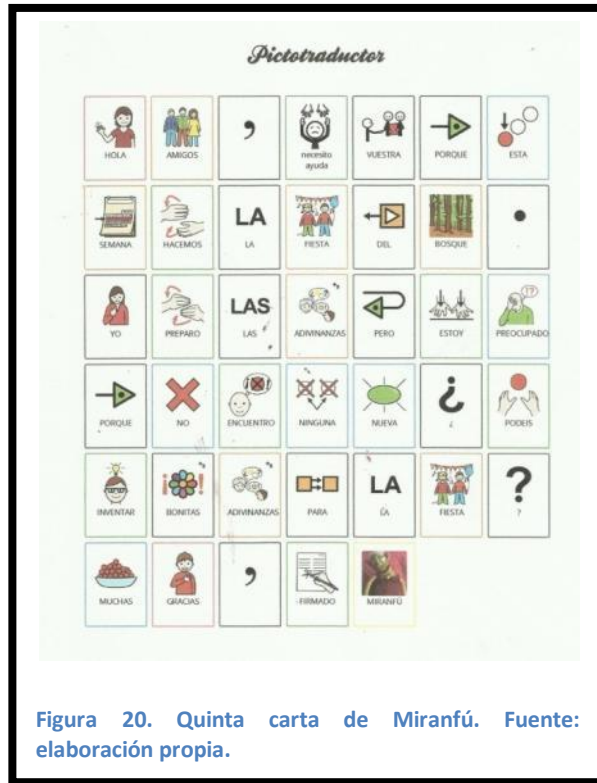 Pictotraductor
HOLA AMIGOS , necesito ayuda VUESTRA PORQUE ESTA
SEMANA HACEMOS LA LA FIESTA DEL BOSQUE .
YO PREPARO LAS LAS ADIVINANZAS PERO ESTOY PREOCUPADO
PORQUE NO ENCUENTRO NINGUNA NUEVA ¿ ¿ PODEIS
INVENTAR ¡ ! BONITAS ADIVINANZAS PARA LA LA FIESTA ? ?
MUCHAS GRACIAS , FIRMADO MIRANFÚ
Figura 20. Quinta carta de Miranfú. Fuente:
elaboración propia.